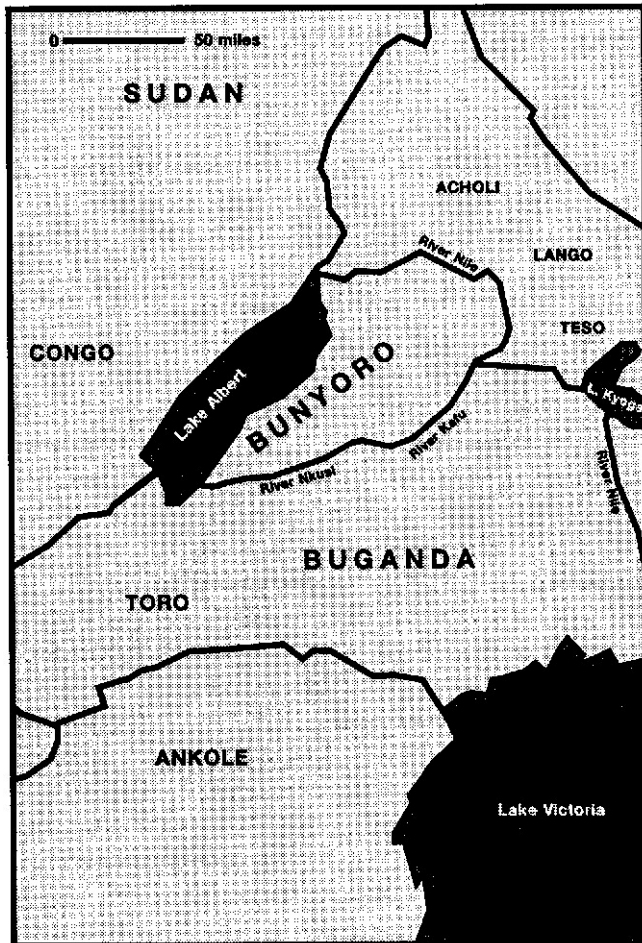 0 50 miles
SUDAN
ACHOLI
River Nile
LANGO
TESO
CONGO
Lake Albert
BUNYORO
L. Kyoga
River Kafu
River Nkusi
River Nile
BUGANDA
TORO
ANKOLE
Lake Victoria